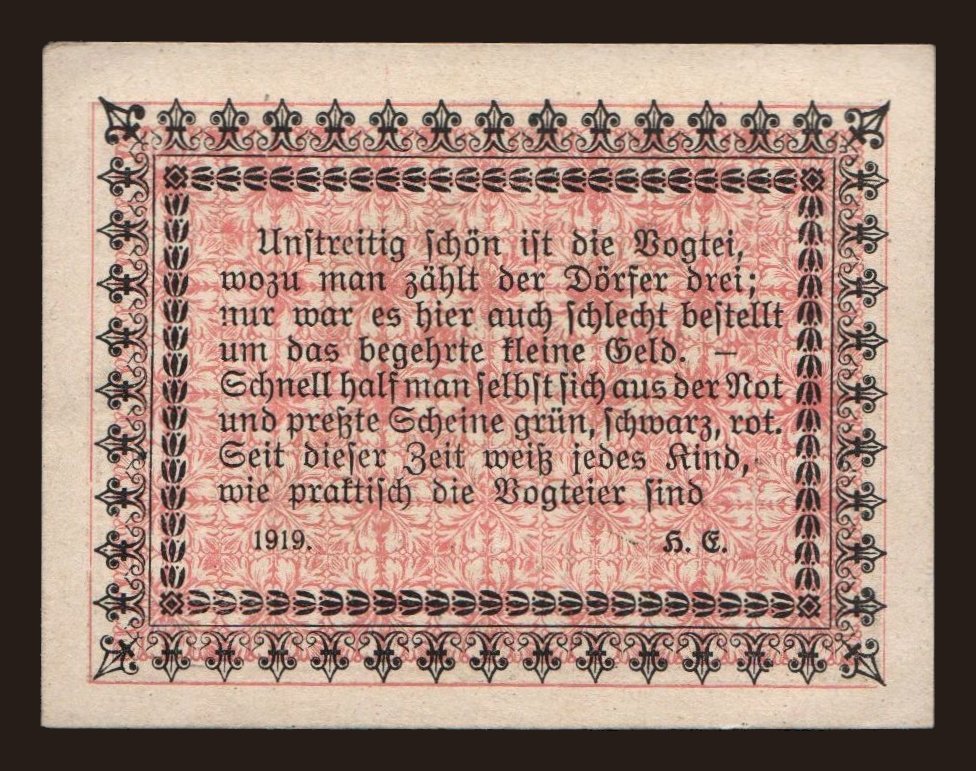 Unstreitig schön ist die Vogtei,
wozu man zählt der Dörfer drei;
nur war es hier auch schlecht bestellt
um das begehrte kleine Geld. —
Schnell half man selbst sich aus der Not
und preßte Scheine grün, schwarz, rot.
Seit dieser Zeit weiß jedes Kind,
wie praktisch die Vogteier sind
1919. H. E.